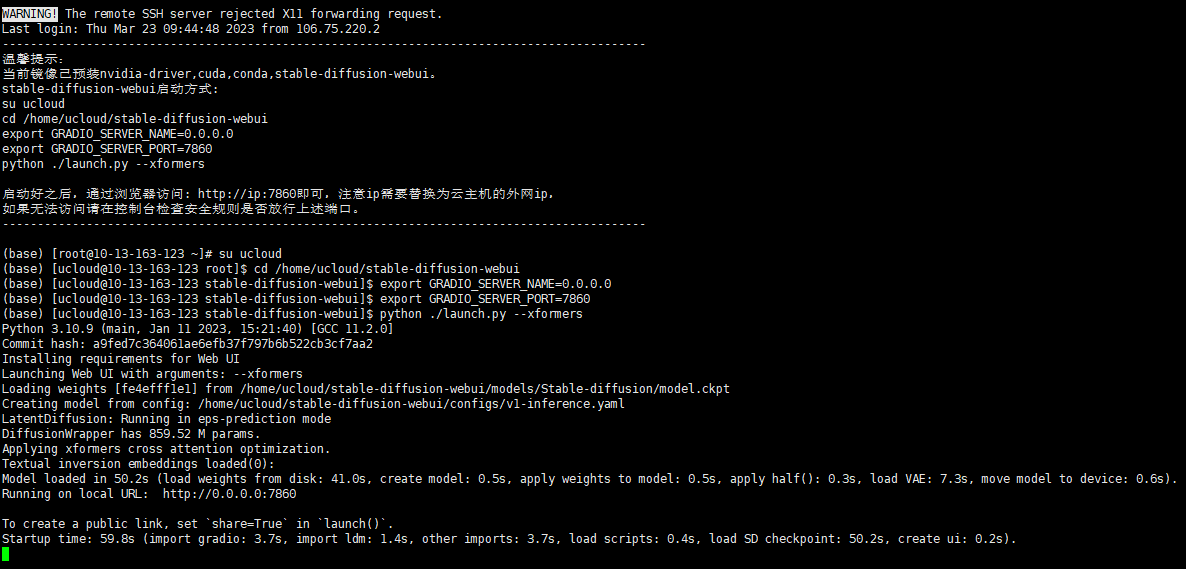 WARNING! The remote SSH server rejected X11 forwarding request.
Last login: Thu Mar 23 09:44:48 2023 from 106.75.220.2
--------------------------------------------------------------------------------------------
温馨提示：
当前镜像已预装nvidia-driver,cuda,conda,stable-diffusion-webui。
stable-diffusion-webui启动方式:
su ucloud
cd /home/ucloud/stable-diffusion-webui
export GRADIO_SERVER_NAME=0.0.0.0
export GRADIO_SERVER_PORT=7860
python ./launch.py --xformers
启动好之后，通过浏览器访问: http://ip:7860即可，注意ip需要替换为云主机的外网ip，
如果无法访问请在控制台检查安全规则是否放行上述端口。
--------------------------------------------------------------------------------------------
(base) [root@10-13-163-123 ~]# su ucloud
(base) [ucloud@10-13-163-123 root]$ cd /home/ucloud/stable-diffusion-webui
(base) [ucloud@10-13-163-123 stable-diffusion-webui]$ export GRADIO_SERVER_NAME=0.0.0.0
(base) [ucloud@10-13-163-123 stable-diffusion-webui]$ export GRADIO_SERVER_PORT=7860
(base) [ucloud@10-13-163-123 stable-diffusion-webui]$ python ./launch.py --xformers
Python 3.10.9 (main, Jan 11 2023, 15:21:40) [GCC 11.2.0]
Commit hash: a9fed7c364061ae6efb37f797b6b522cb3cf7aa2
Installing requirements for Web UI
Launching Web UI with arguments: --xformers
Loading weights [fe4efff1e1] from /home/ucloud/stable-diffusion-webui/models/Stable-diffusion/model.ckpt
Creating model from config: /home/ucloud/stable-diffusion-webui/configs/v1-inference.yaml
LatentDiffusion: Running in eps-prediction mode
DiffusionWrapper has 859.52 M params.
Applying xformers cross attention optimization.
Textual inversion embeddings loaded(0):
Model loaded in 50.2s (load weights from disk: 41.0s, create model: 0.5s, apply weights to model: 0.5s, apply half(): 0.3s, load VAE: 7.3s, move model to device: 0.6s).
Running on local URL:  http://0.0.0.0:7860
To create a public link, set `share=True` in `launch()`.
Startup time: 59.8s (import gradio: 3.7s, import ldm: 1.4s, other imports: 3.7s, load scripts: 0.4s, load SD checkpoint: 50.2s, create ui: 0.2s).